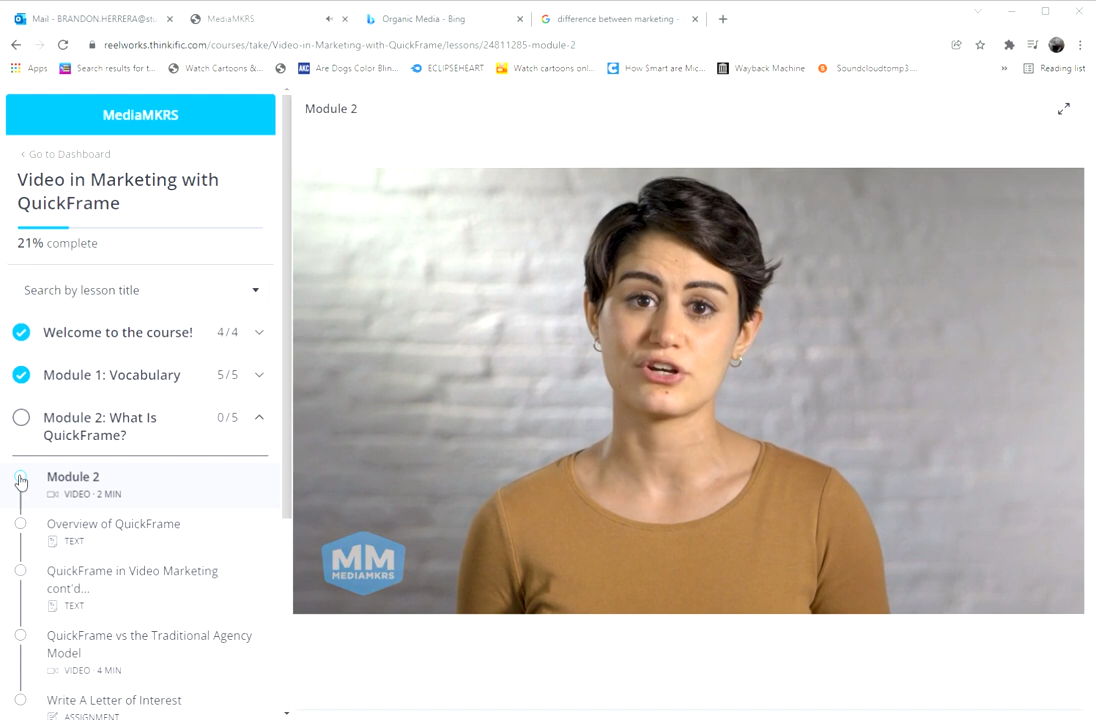 Mail - BRANDON.HERRERA@stu
MediaMKRS
Organic Media - Bing
difference between marketing -
reelworks.thinkific.com/courses/take/Video-in-Marketing-with-QuickFrame/lessons/24811285-module-2
Apps
Search results for t...
Watch Cartoons &...
AKC
Are Dogs Color Blin...
ECLIPSEHEART
Watch cartoons onl...
How Smart are Mic...
Wayback Machine
Soundcloudtomp3....
»
Reading list
MediaMKRS
Module 2
Go to Dashboard
Video in Marketing with
QuickFrame
21% complete
Search by lesson title
Welcome to the course! 4/4
Module 1: Vocabulary 5/5
Module 2: What Is
QuickFrame?
0/5
Module 2
VIDEO · 2 MIN
Overview of QuickFrame
TEXT
QuickFrame in Video Marketing
cont'd...
TEXT
QuickFrame vs the Traditional Agency
Model
VIDEO · 4 MIN
Write A Letter of Interest
ASSIGNMENT
MM
MEDIAMKRS